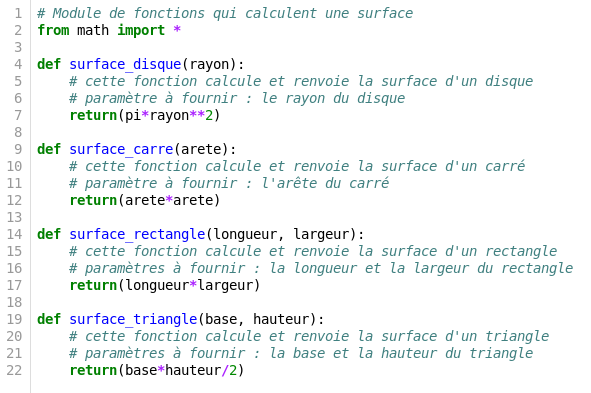 1 # Module de fonctions qui calculent une surface
2 from math import *
3
4 def surface_disque(rayon):
5     # cette fonction calcule et renvoie la surface d'un disque
6     # paramètre à fournir : le rayon du disque
7     return(pi*rayon**2)
8
9 def surface_carre(arete):
10     # cette fonction calcule et renvoie la surface d'un carré
11     # paramètre à fournir : l'arête du carré
12     return(arete*arete)
13
14 def surface_rectangle(longueur, largeur):
15     # cette fonction calcule et renvoie la surface d'un rectangle
16     # paramètres à fournir : la longueur et la largeur du rectangle
17     return(longueur*largeur)
18
19 def surface_triangle(base, hauteur):
20     # cette fonction calcule et renvoie la surface d'un triangle
21     # paramètres à fournir : la base et la hauteur du triangle
22     return(base*hauteur/2)